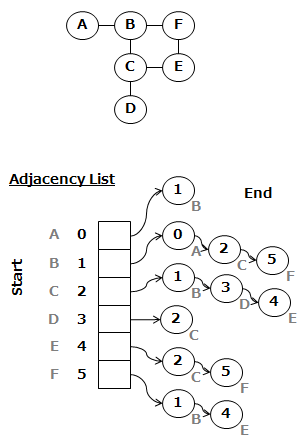 A B F
C E
D
Adjacency List
End
Start
1
B
A 0
0
A
2
C
5
F
B 1
C 2
1
B
3
D
4
E
D 3
2
C
E 4
2
C
5
F
F 5
1
B
4
E